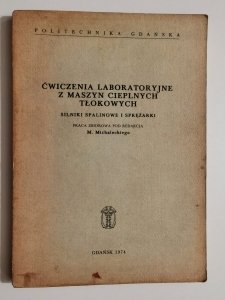 POLITECHNIKA GDAŃSKA
ĆWICZENIA LABORATORYJNE
Z MASZYN CIEPLNYCH
TŁOKOWYCH
SILNIKI SPALINOWE I SPRĘŻARKI
PRACA ZBIOROWA POD REDAKCJĄ
M. Michalskiego
GDAŃSK 1974